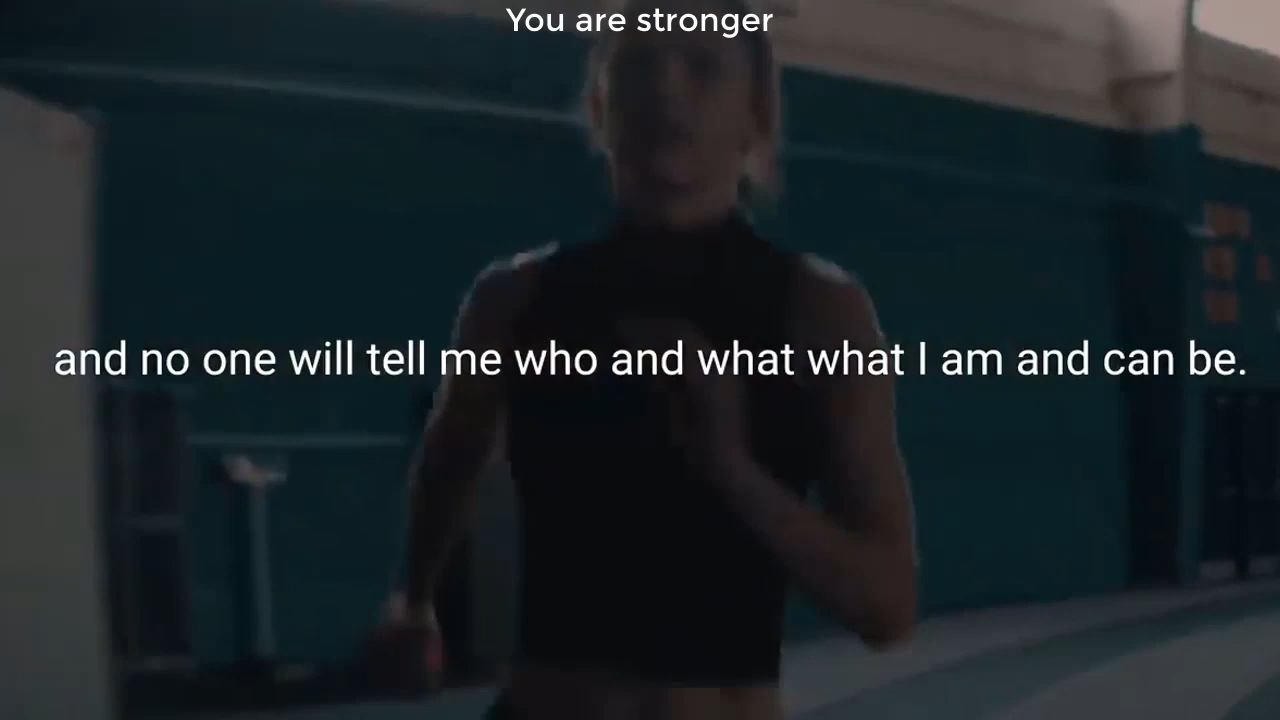 You are stronger
and no one will tell me who and what what I am and can be.